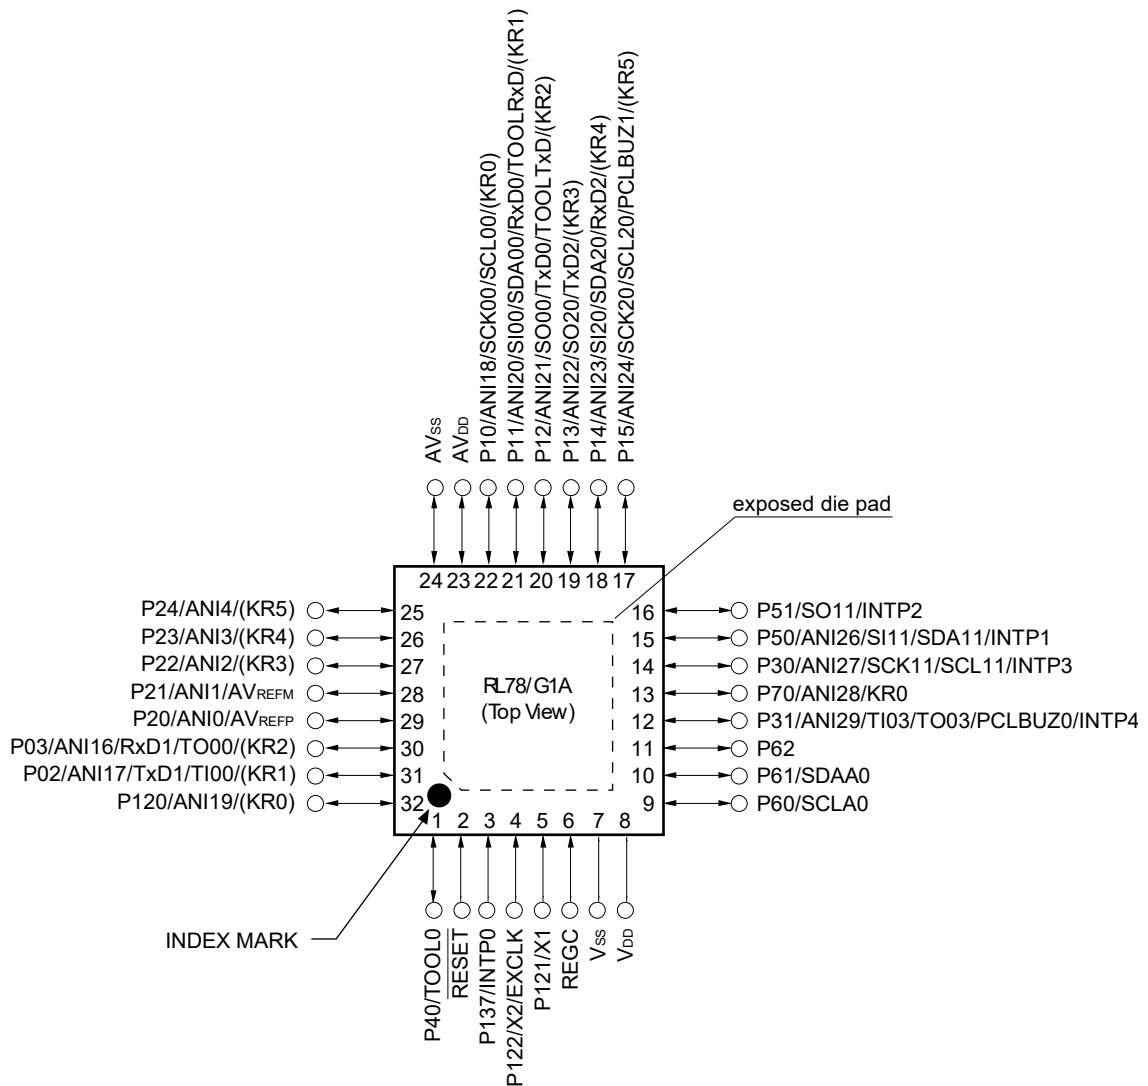 P10/ANI18/SCK00/SCL00/(KR0)
P11/ANI20/SI00/SDA00/RxD0/TOOLRxD/(KR1)
P12/ANI21/SO00/TxD0/TOOLTxD/(KR2)
P13/ANI22/SO20/TxD2/(KR3)
P14/ANI23/SI20/SDA20/RxD2/(KR4)
P15/ANI24/SCK20/SCL20/PCLBUZ1/(KR5)
AVSS
AVDD
exposed die pad
24 23 22 21 20 19 18 17
P24/ANI4/(KR5) 25
P23/ANI3/(KR4) 26
P22/ANI2/(KR3) 27
P21/ANI1/AVREFM 28
P20/ANI0/AVREFP 29
P03/ANI16/RxD1/TO00/(KR2) 30
P02/ANI17/TxD1/TI00/(KR1) 31
P120/ANI19/(KR0) 32
RL78/G1A
(Top View)
16 P51/SO11/INTP2
15 P50/ANI26/SI11/SDA11/INTP1
14 P30/ANI27/SCK11/SCL11/INTP3
13 P70/ANI28/KR0
12 P31/ANI29/TI03/TO03/PCLBUZ0/INTP4
11 P62
10 P61/SDAA0
9 P60/SCLA0
1 2 3 4 5 6 7 8
INDEX MARK
P40/TOOL0
RESET
P137/INTP0
P122/X2/EXCLK
P121/X1
REGC
VSS
VDD